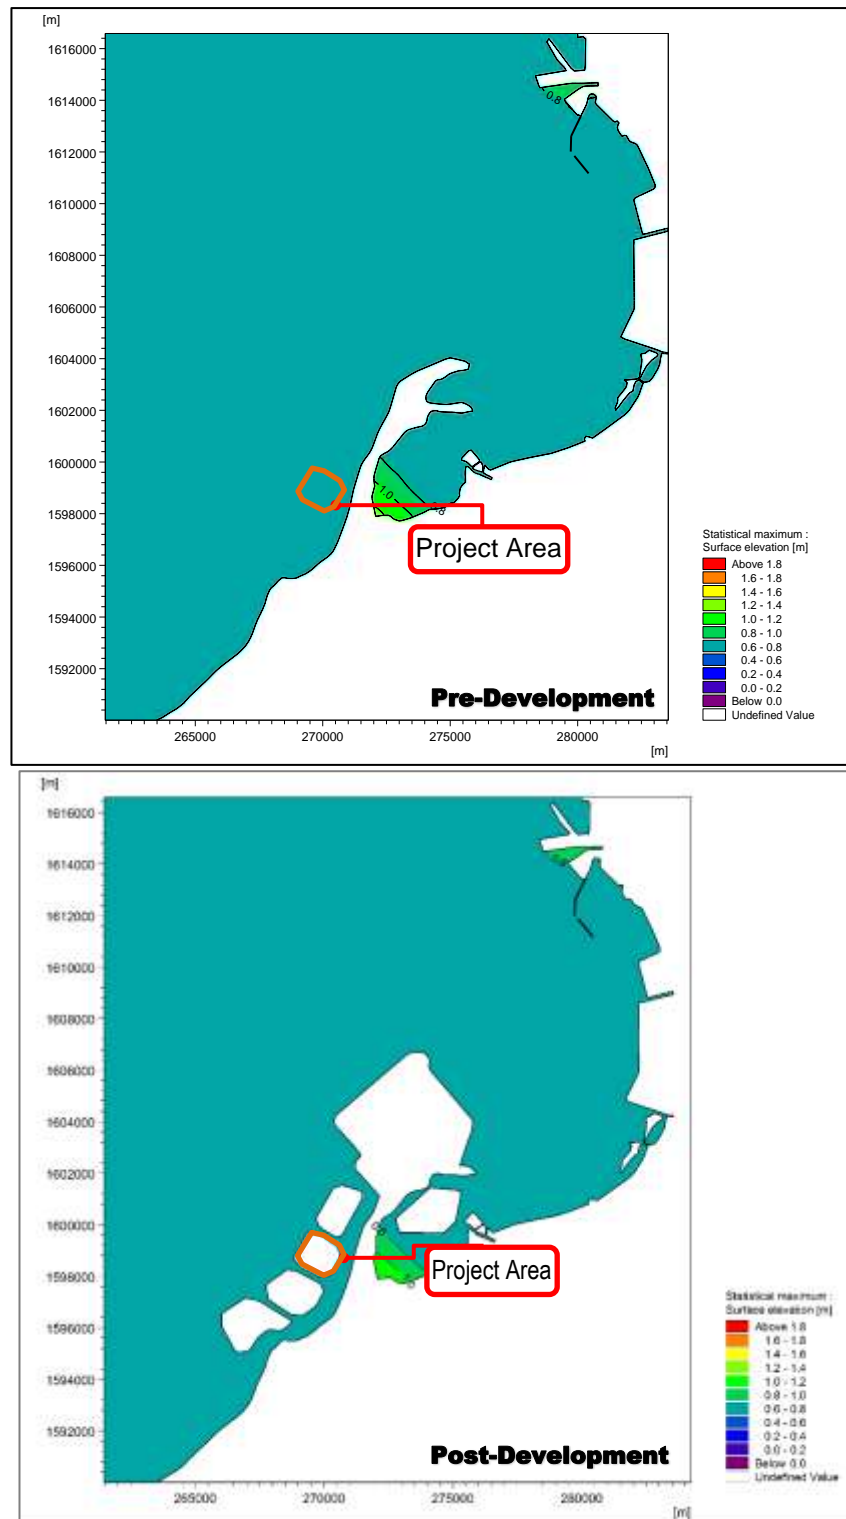 [m]
1616000
1614000
1612000
1610000
1608000
1606000
1604000
1602000
1600000
1598000
1596000
1594000
1592000
0.8
1.0
Project Area
Statistical maximum :
Surface elevation [m]
Above 1.8
1.6 - 1.8
1.4 - 1.6
1.2 - 1.4
1.0 - 1.2
0.8 - 1.0
0.6 - 0.8
0.4 - 0.6
0.2 - 0.4
0.0 - 0.2
Below 0.0
Undefined Value
Pre-Development
265000 270000 275000 280000
[m]
[m]
1616000
1614000
1612000
1610000
1608000
1606000
1604000
1602000
1600000
1598000
1596000
1594000
1592000
Project Area
Statistical maximum :
Surface elevation [m]
Above 1.8
1.6 - 1.8
1.4 - 1.6
1.2 - 1.4
1.0 - 1.2
0.8 - 1.0
0.6 - 0.8
0.4 - 0.6
0.2 - 0.4
0.0 - 0.2
Below 0.0
Undefined Value
Post-Development
265000 270000 275000 280000
[m]